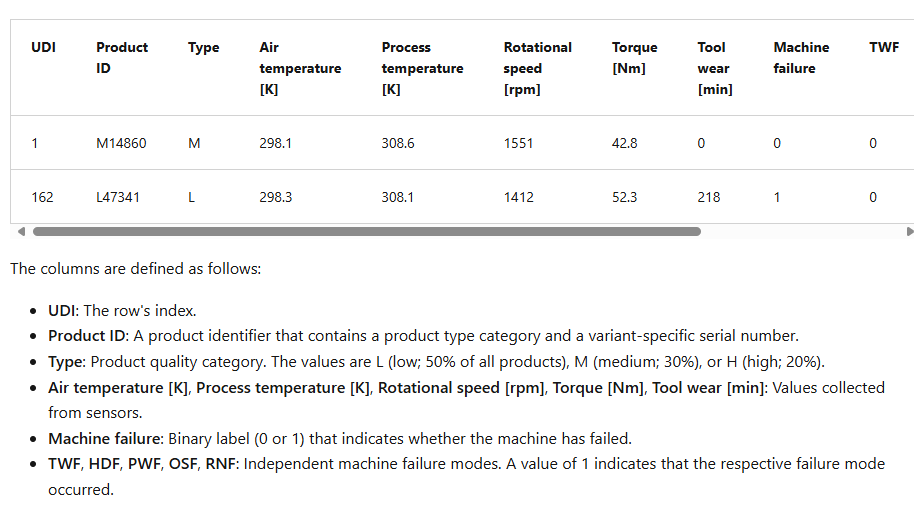 UDI Product ID Type Air temperature [K] Process temperature [K] Rotational speed [rpm] Torque [Nm] Tool wear [min] Machine failure TWF
1 M14860 M 298.1 308.6 1551 42.8 0 0 0
162 L47341 L 298.3 308.1 1412 52.3 218 1 0
The columns are defined as follows:
• UDI: The row's index.
• Product ID: A product identifier that contains a product type category and a variant-specific serial number.
• Type: Product quality category. The values are L (low; 50% of all products), M (medium; 30%), or H (high; 20%).
• Air temperature [K], Process temperature [K], Rotational speed [rpm], Torque [Nm], Tool wear [min]: Values collected
from sensors.
• Machine failure: Binary label (0 or 1) that indicates whether the machine has failed.
• TWF, HDF, PWF, OSF, RNF: Independent machine failure modes. A value of 1 indicates that the respective failure mode
occurred.